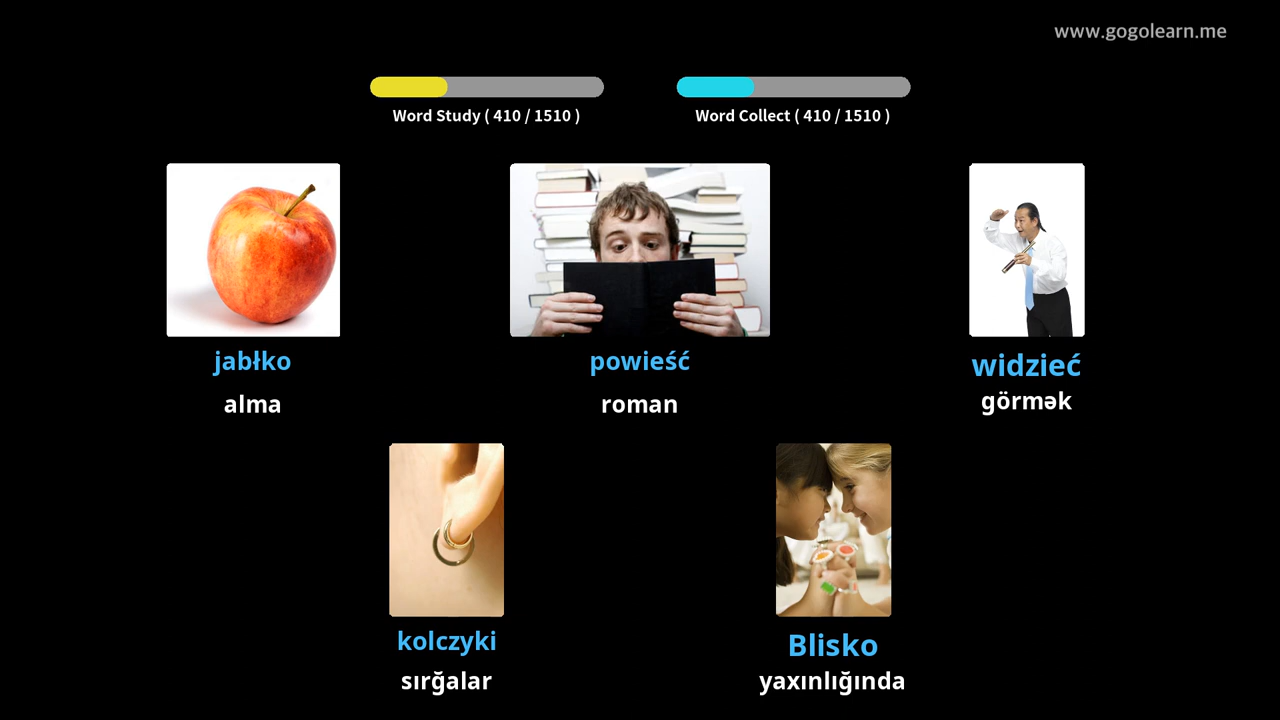 www.gogolearn.me
Word Study ( 410 / 1510 )
Word Collect ( 410 / 1510 )
jabłko
alma
powieść
roman
widzieć
görmək
kolczyki
sırğalar
Blisko
yaxınlığında